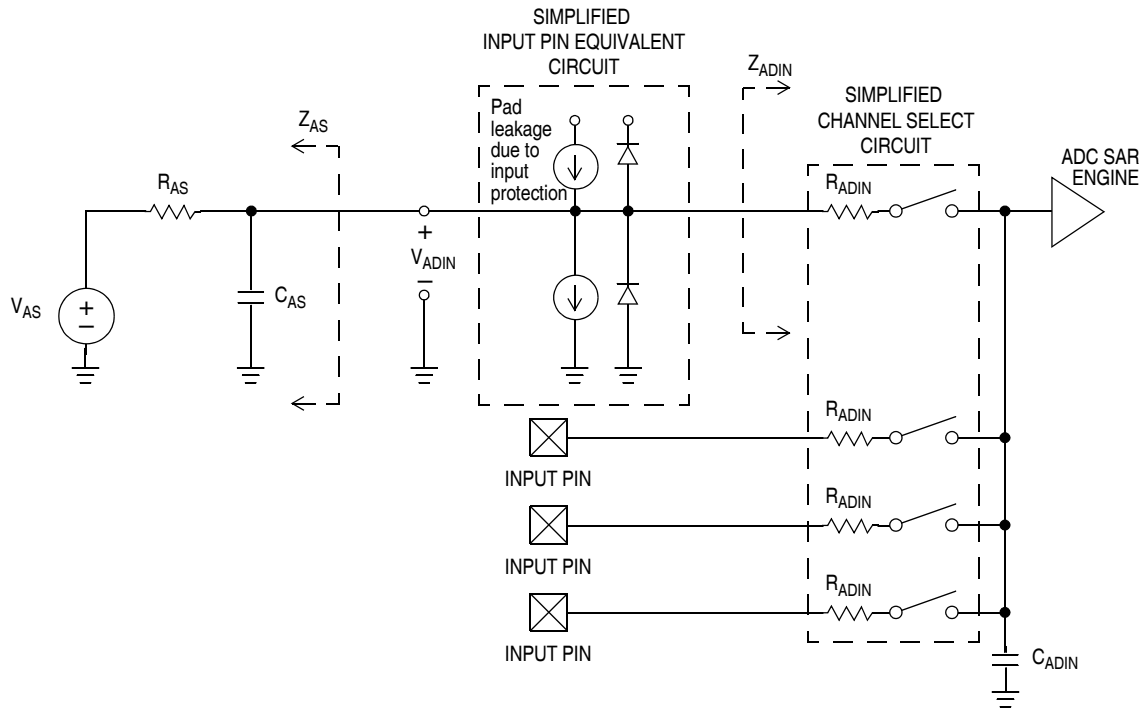 SIMPLIFIED
INPUT PIN EQUIVALENT
CIRCUIT
Z_ADIN
SIMPLIFIED
CHANNEL SELECT
CIRCUIT
Pad
leakage
due to
input
protection
Z_AS
R_AS
R_ADIN
ADC SAR
ENGINE
+
V_ADIN
–
V_AS
+
–
C_AS
R_ADIN
INPUT PIN
R_ADIN
INPUT PIN
R_ADIN
INPUT PIN
C_ADIN